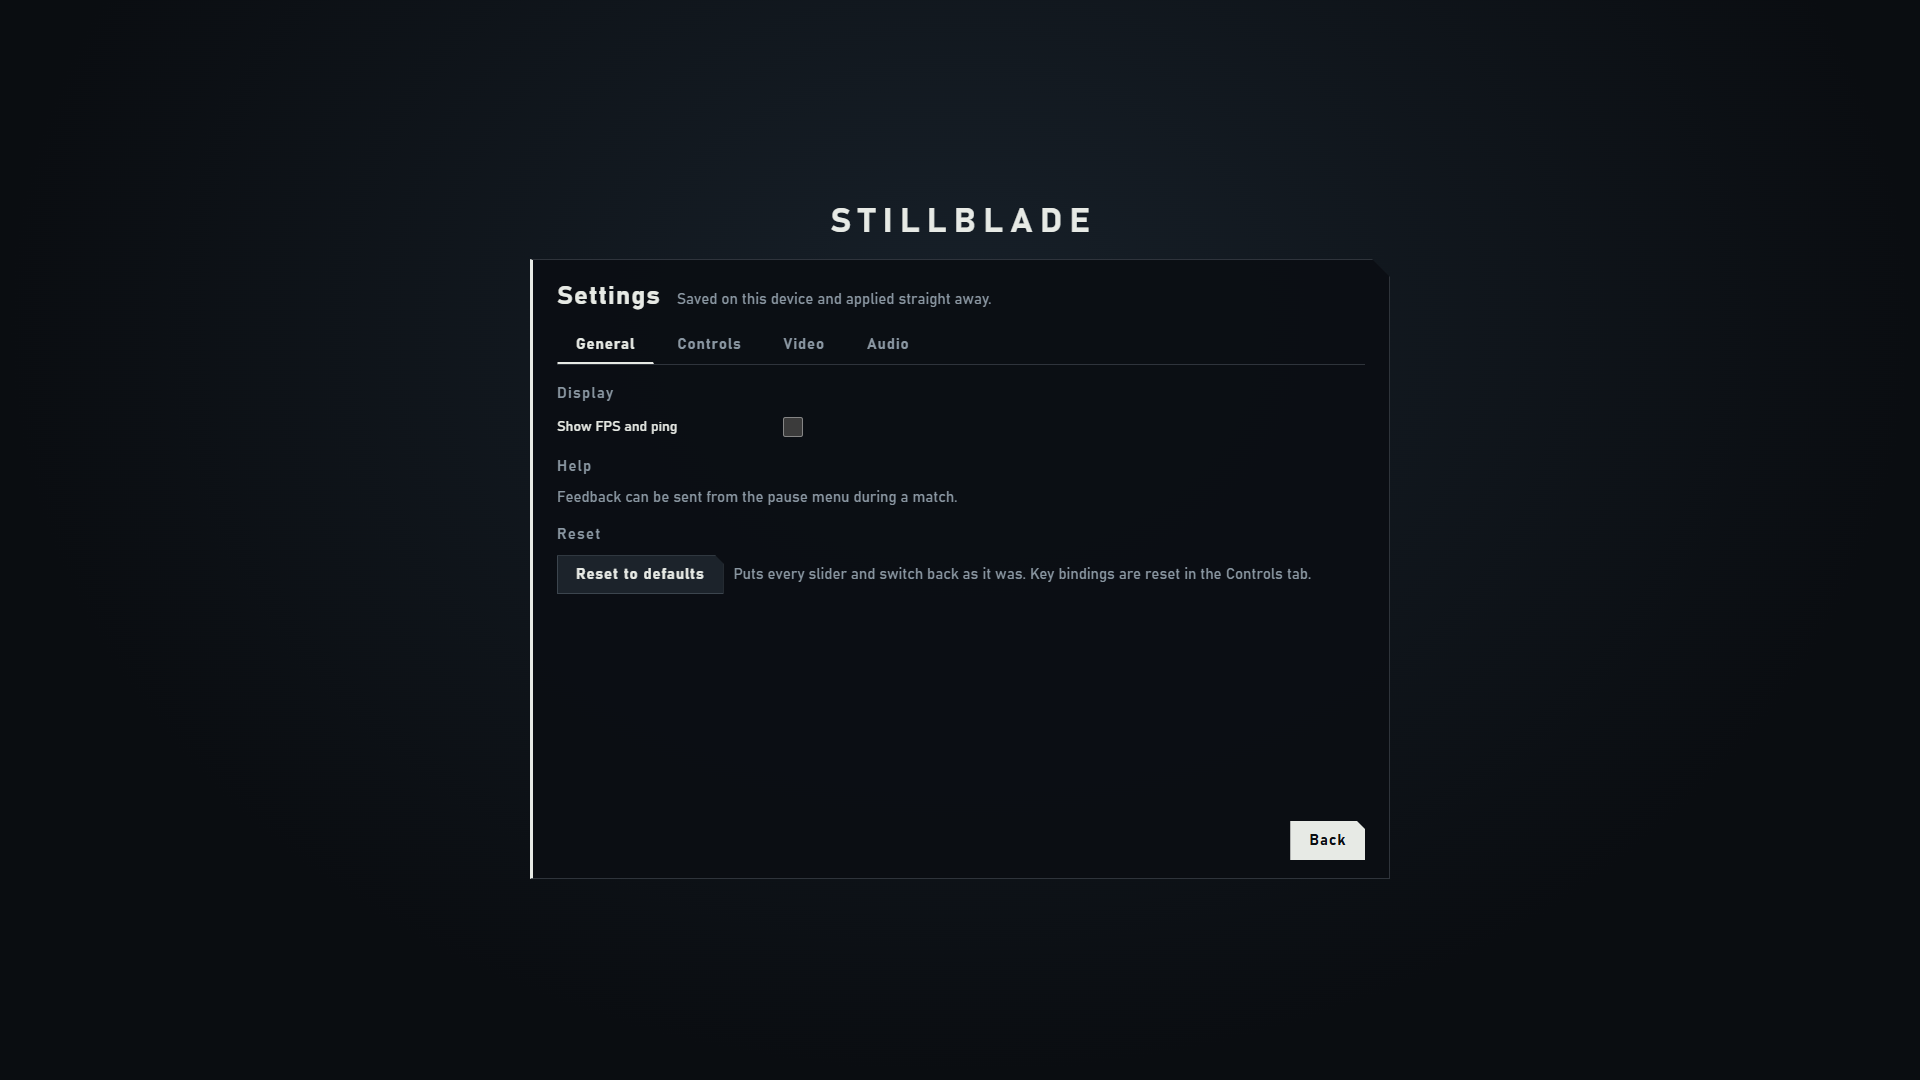 STILLBLADE
Settings Saved on this device and applied straight away.
General Controls Video Audio
Display
Show FPS and ping
Help
Feedback can be sent from the pause menu during a match.
Reset
Reset to defaults Puts every slider and switch back as it was. Key bindings are reset in the Controls tab.
Back